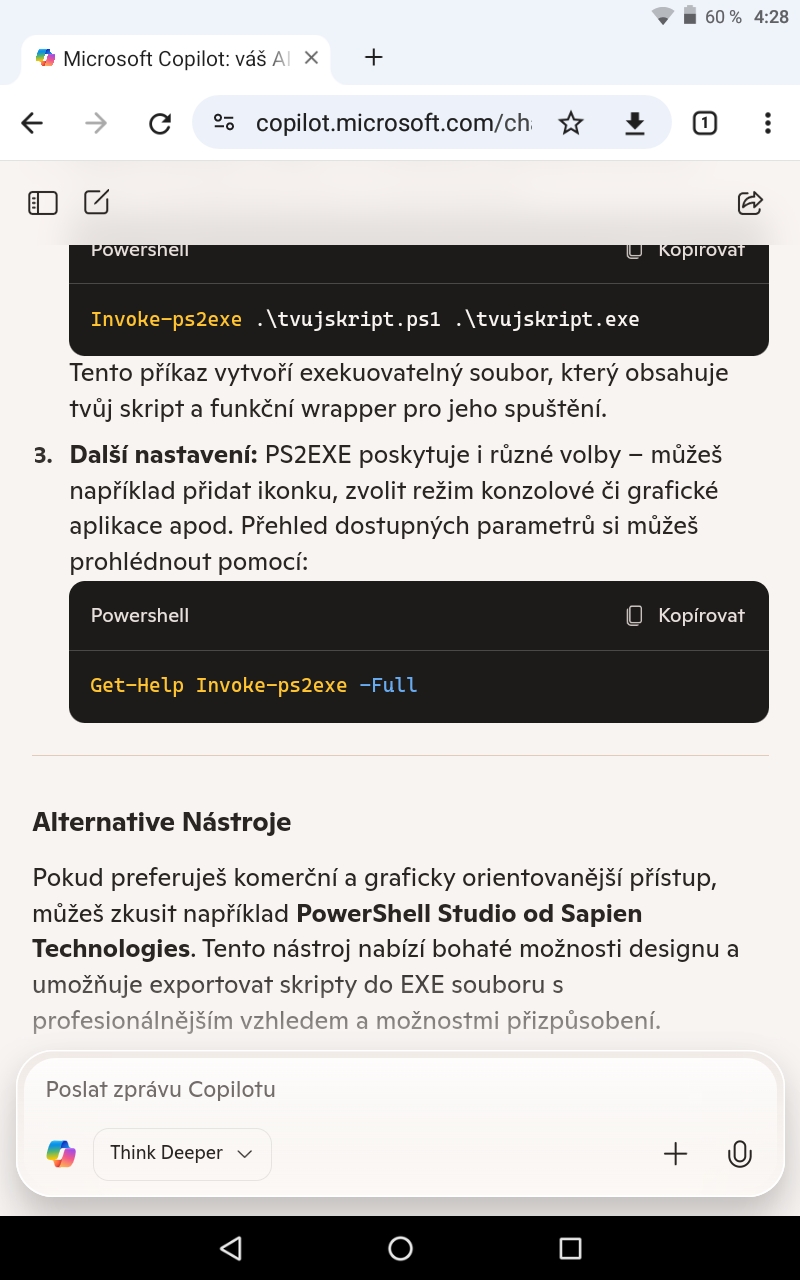 60 % 4:28
Microsoft Copilot: váš AI
copilot.microsoft.com/ch
1
Powershell Kopírovat
Invoke-ps2exe .\tvujskript.ps1 .\tvujskript.exe
Tento příkaz vytvoří exekuovatelný soubor, který obsahuje
tvůj skript a funkční wrapper pro jeho spuštění.
3. Další nastavení: PS2EXE poskytuje i různé volby – můžeš
například přidat ikonku, zvolit režim konzolové či grafické
aplikace apod. Přehled dostupných parametrů si můžeš
prohlédnout pomocí:
Powershell Kopírovat
Get-Help Invoke-ps2exe -Full
Alternative Nástroje
Pokud preferuješ komerční a graficky orientovanější přístup,
můžeš zkusit například PowerShell Studio od Sapien
Technologies. Tento nástroj nabízí bohaté možnosti designu a
umožňuje exportovat skripty do EXE souboru s
profesionálnějším vzhledem a možnostmi přizpůsobení.
Poslat zprávu Copilotu
Think Deeper